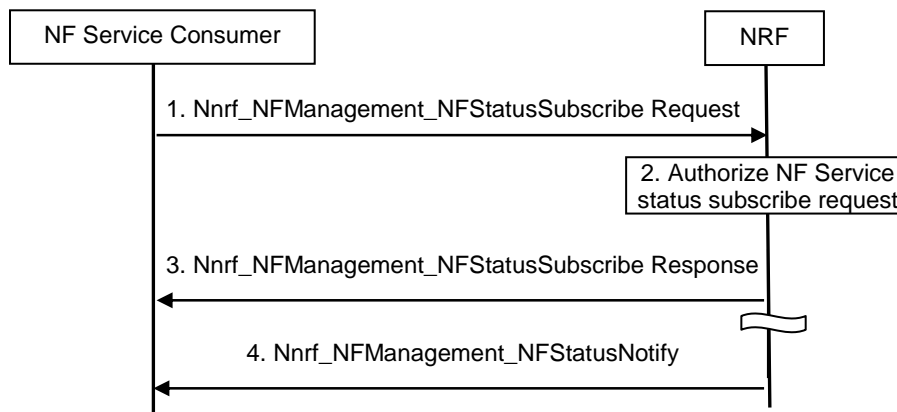 NF Service Consumer
NRF
1. Nnrf_NFManagement_NFStatusSubscribe Request
2. Authorize NF Service
status subscribe request
3. Nnrf_NFManagement_NFStatusSubscribe Response
4. Nnrf_NFManagement_NFStatusNotify